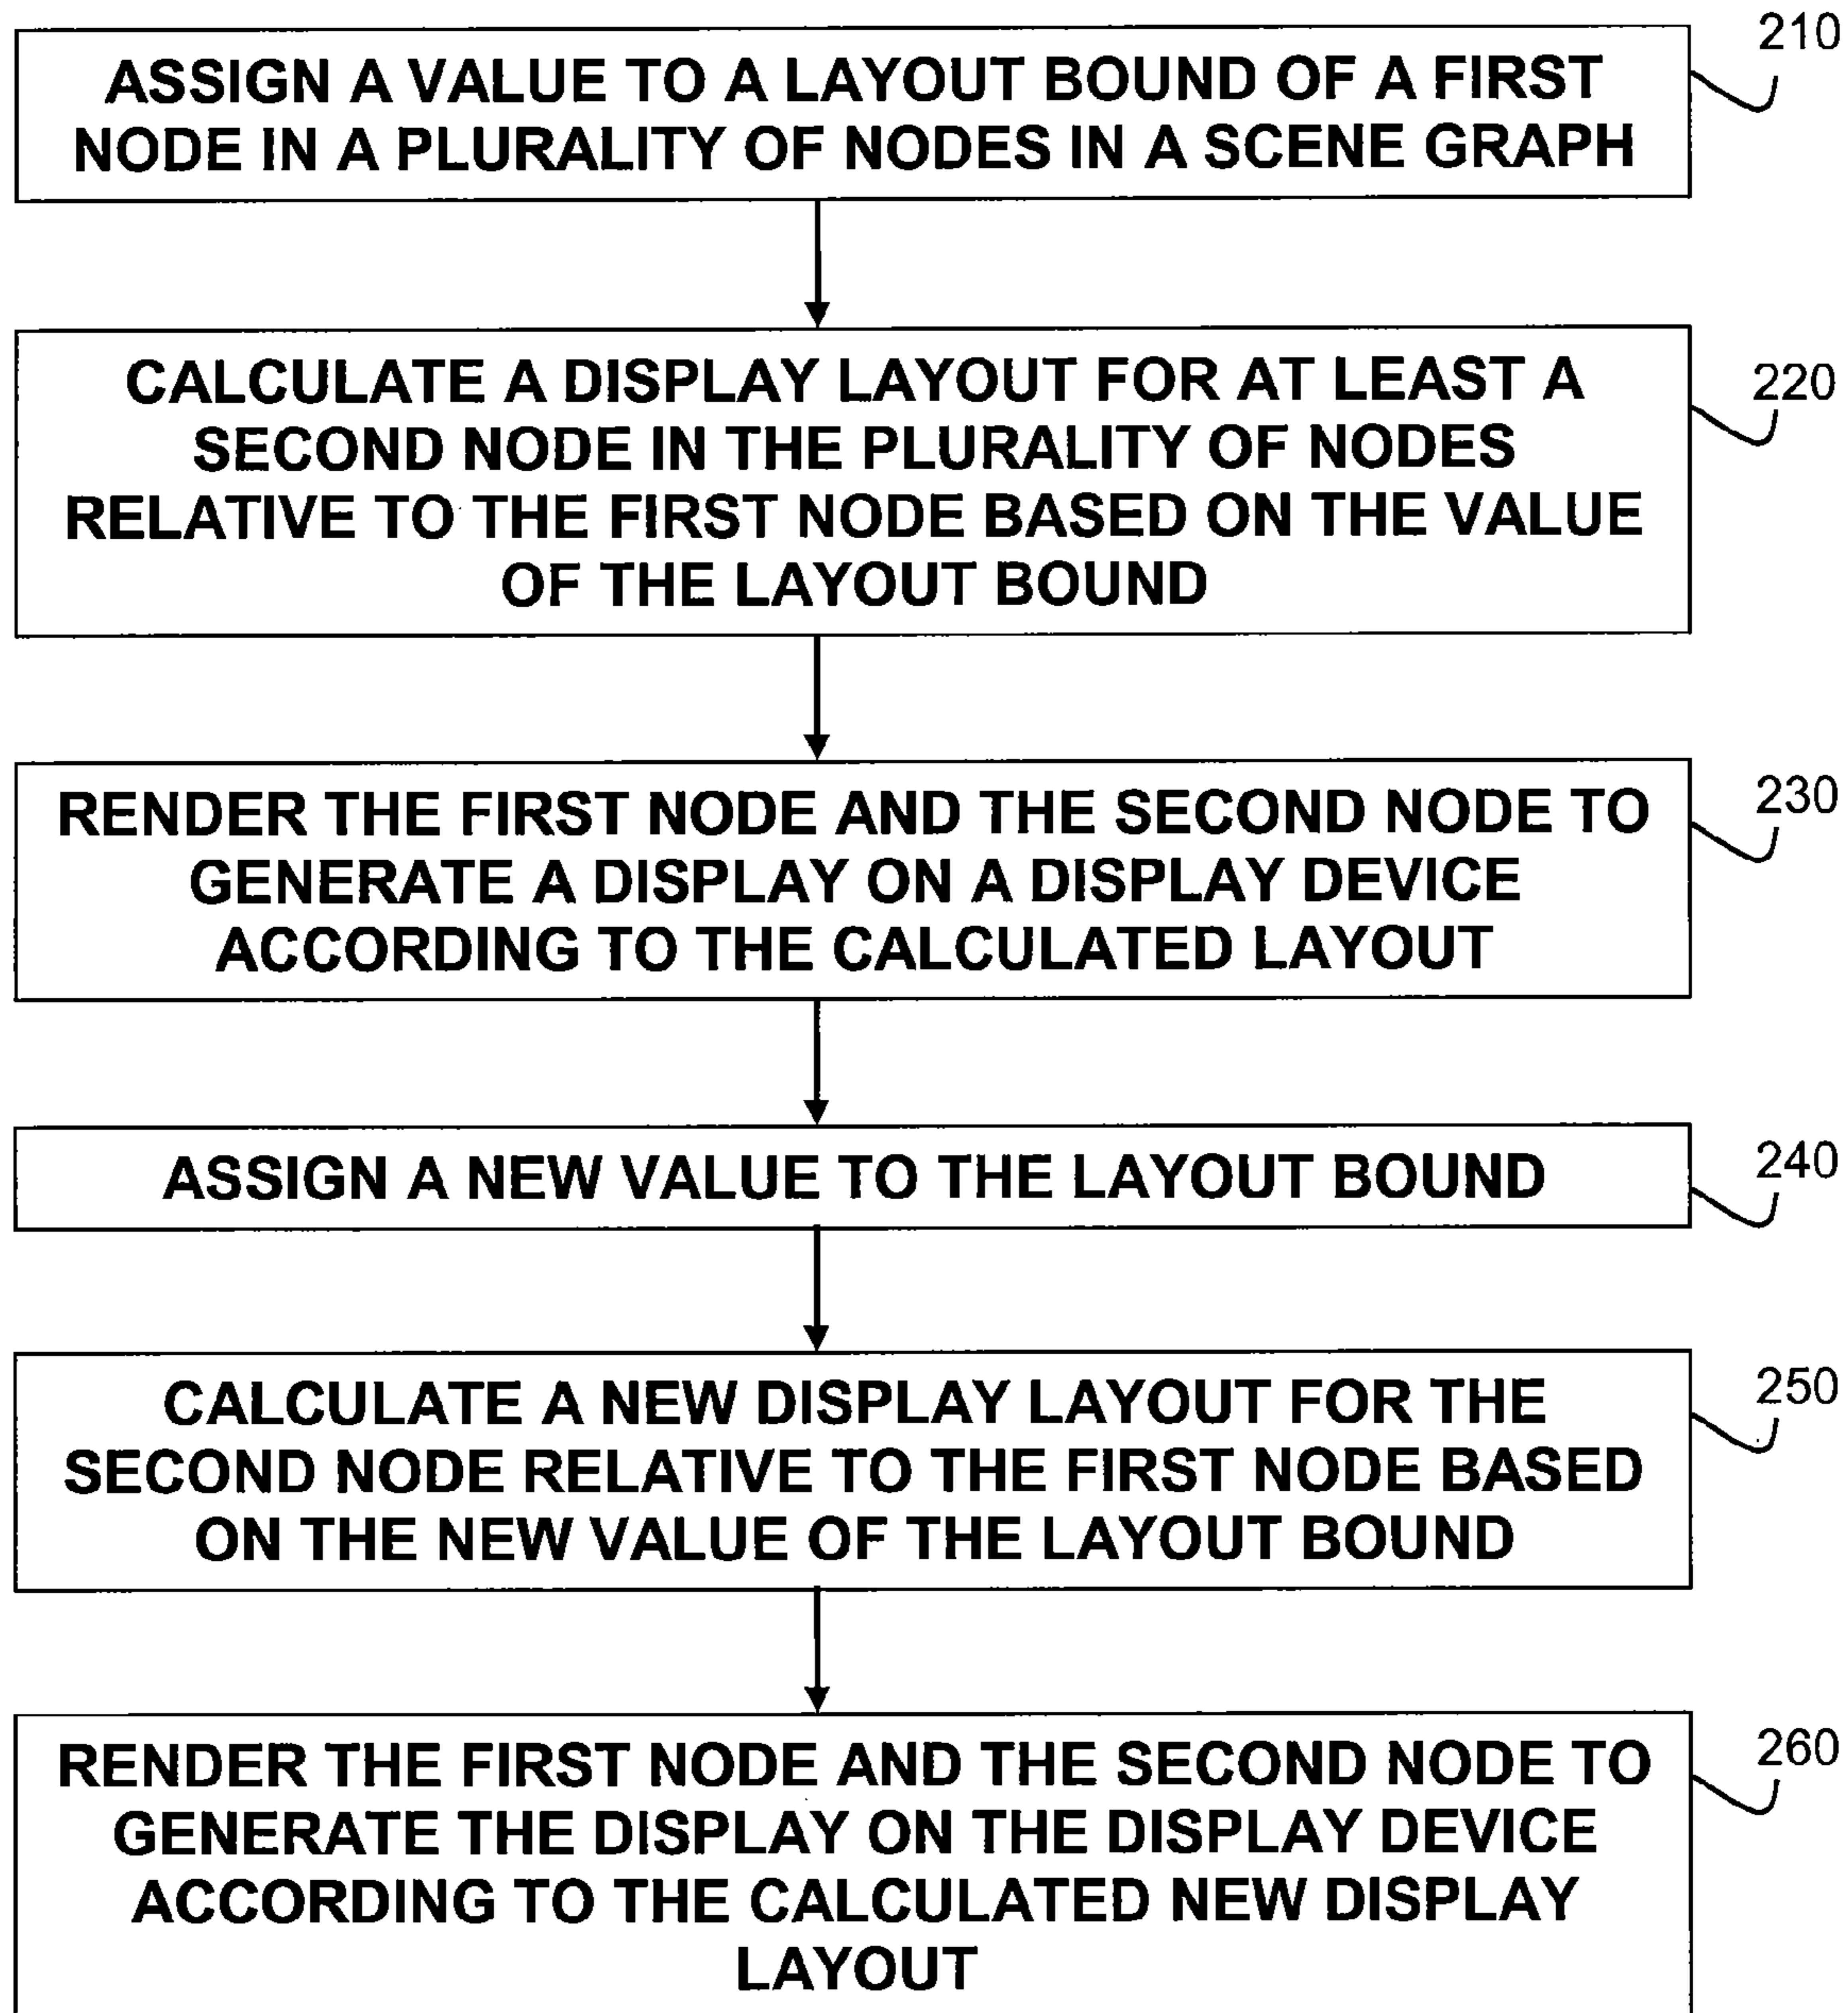 210
ASSIGN A VALUE TO A LAYOUT BOUND OF A FIRST
NODE IN A PLURALITY OF NODES IN A SCENE GRAPH
220
CALCULATE A DISPLAY LAYOUT FOR AT LEAST A
SECOND NODE IN THE PLURALITY OF NODES
RELATIVE TO THE FIRST NODE BASED ON THE VALUE
OF THE LAYOUT BOUND
230
RENDER THE FIRST NODE AND THE SECOND NODE TO
GENERATE A DISPLAY ON A DISPLAY DEVICE
ACCORDING TO THE CALCULATED LAYOUT
240
ASSIGN A NEW VALUE TO THE LAYOUT BOUND
250
CALCULATE A NEW DISPLAY LAYOUT FOR THE
SECOND NODE RELATIVE TO THE FIRST NODE BASED
ON THE NEW VALUE OF THE LAYOUT BOUND
260
RENDER THE FIRST NODE AND THE SECOND NODE TO
GENERATE THE DISPLAY ON THE DISPLAY DEVICE
ACCORDING TO THE CALCULATED NEW DISPLAY
LAYOUT